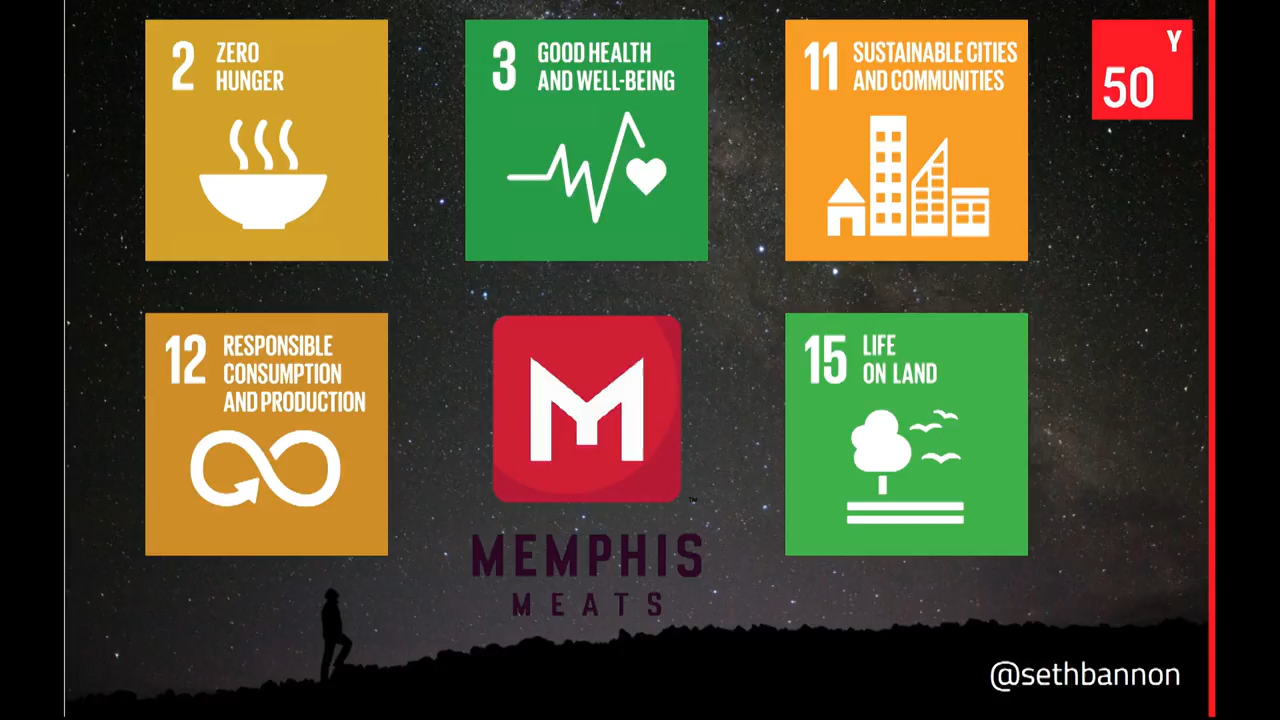 2 ZERO
HUNGER
3 GOOD HEALTH
AND WELL-BEING
11 SUSTAINABLE CITIES
AND COMMUNITIES
Y
50
12 RESPONSIBLE
CONSUMPTION
AND PRODUCTION
M
™
MEMPHIS
MEATS
15 LIFE
ON LAND
@sethbannon